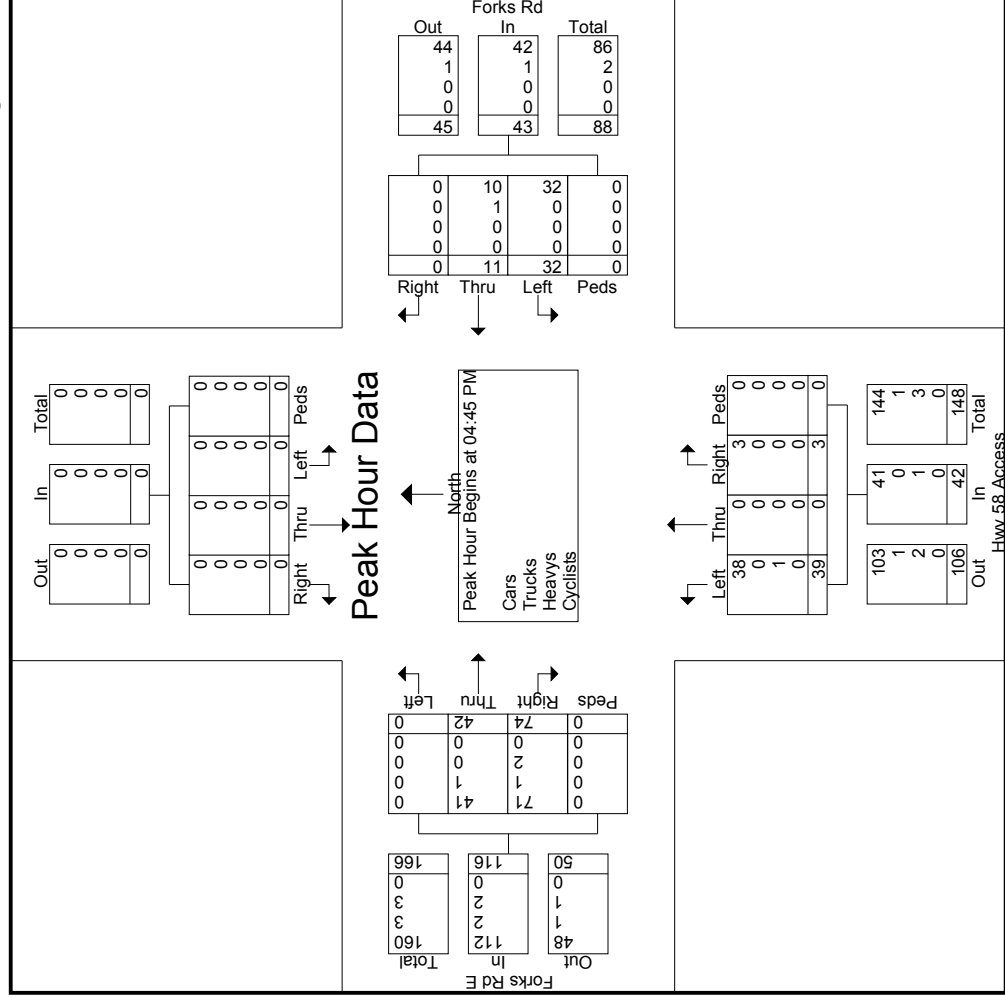 Forks Rd
Out In Total
44 42 86
1 1 2
0 0 0
0 0 0
45 43 88
0 10 32 0
0 1 0 0
0 0 0 0
0 0 0 0
0 11 32 0
Right Thru Left Peds
Out In Total
0 0 0
0 0 0
0 0 0
0 0 0
0 0 0
0 0 0 0
0 0 0 0
0 0 0 0
0 0 0 0
0 0 0 0
Right Thru Left Peds
Peak Hour Data
North
Peak Hour Begins at 04:45 PM
Cars
Trucks
Heavys
Cyclists
Left Thru Right Peds
38 0 3 0
0 0 0 0
1 0 0 0
0 0 0 0
39 0 3 0
103 41 144
1 0 1
2 1 3
0 0 0
106 42 148
Out In Total
Hwy 58 Access
Forks Rd E
Out In Total
48 112 160
1 2 3
1 2 3
0 0 0
50 116 166
0 71 41 0
0 1 1 0
0 2 0 0
0 0 0 0
0 74 42 0
Peds Right Thru Left